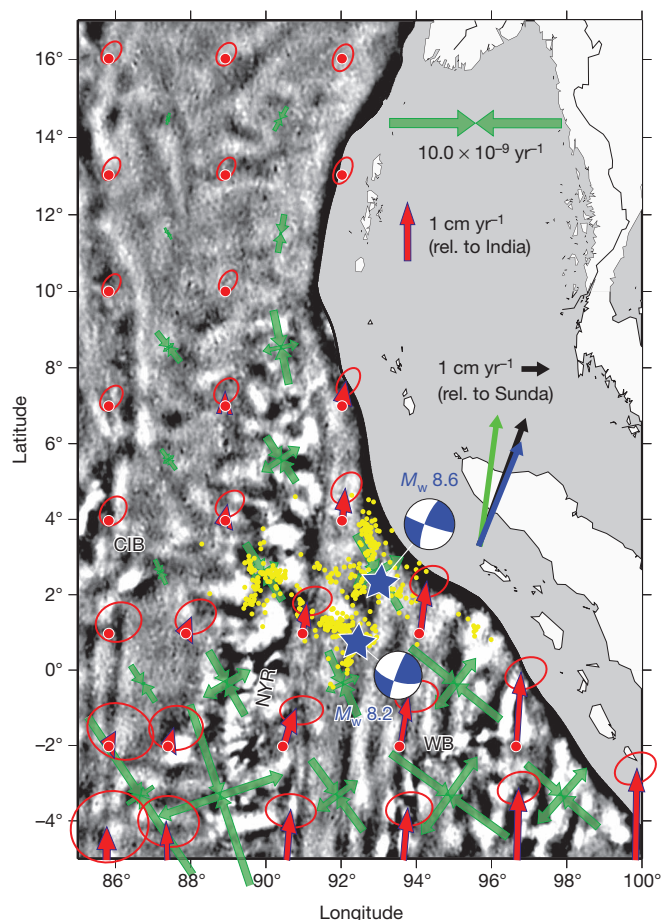 16°
14°
12°
10°
8°
6°
4°
2°
0°
−2°
−4°
Latitude
10.0 × 10⁻⁹ yr⁻¹
1 cm yr⁻¹
(rel. to India)
1 cm yr⁻¹
(rel. to Sunda)
Mw 8.6
CIB
NYR
Mw 8.2
WB
86°
88°
90°
92°
94°
96°
98°
100°
Longitude